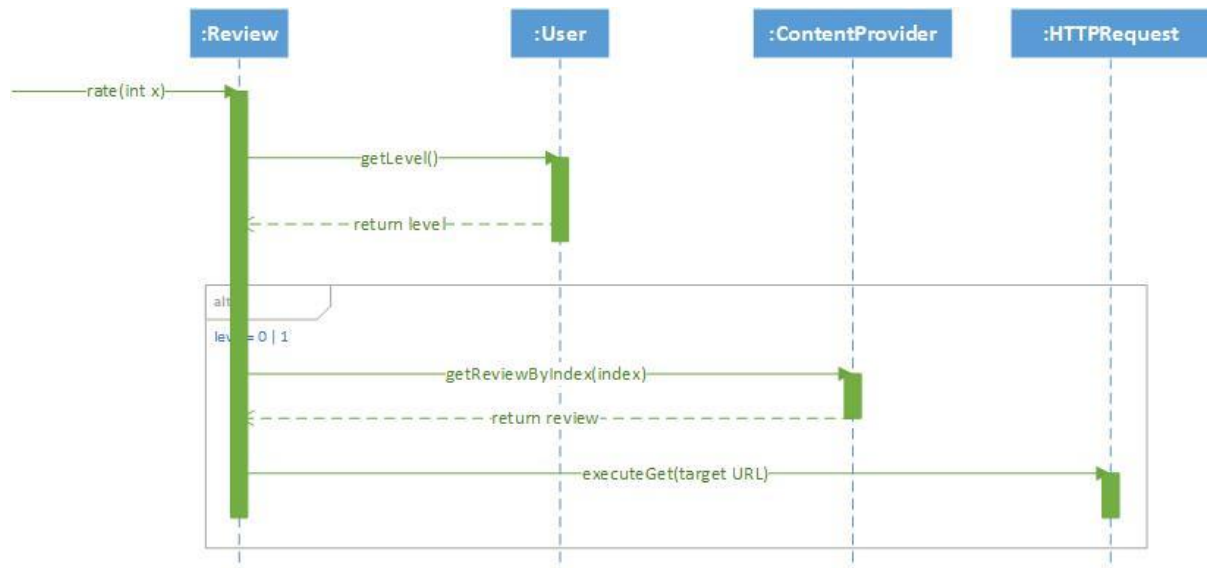 :Review
:User
:ContentProvider
:HTTPRequest
rate(int x)
getLevel()
return level
alt
= 0 | 1
getReviewByIndex(index)
return review
executeGet(target URL)